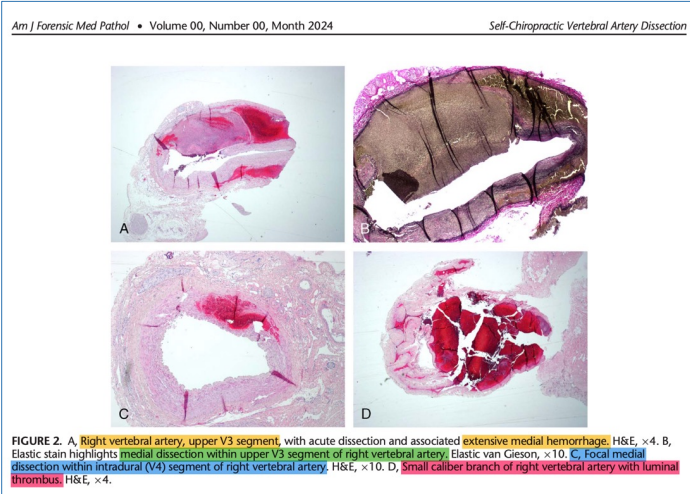 Am J Forensic Med Pathol • Volume 00, Number 00, Month 2024
Self-Chiropractic Vertebral Artery Dissection
A
B
C
D
FIGURE 2. A, Right vertebral artery, upper V3 segment, with acute dissection and associated extensive medial hemorrhage. H&E, ×4. B,
Elastic stain highlights medial dissection within upper V3 segment of right vertebral artery. Elastic van Gieson, ×10. C, Focal medial
dissection within intradural (V4) segment of right vertebral artery. H&E, ×10. D, Small caliber branch of right vertebral artery with luminal
thrombus. H&E, ×4.